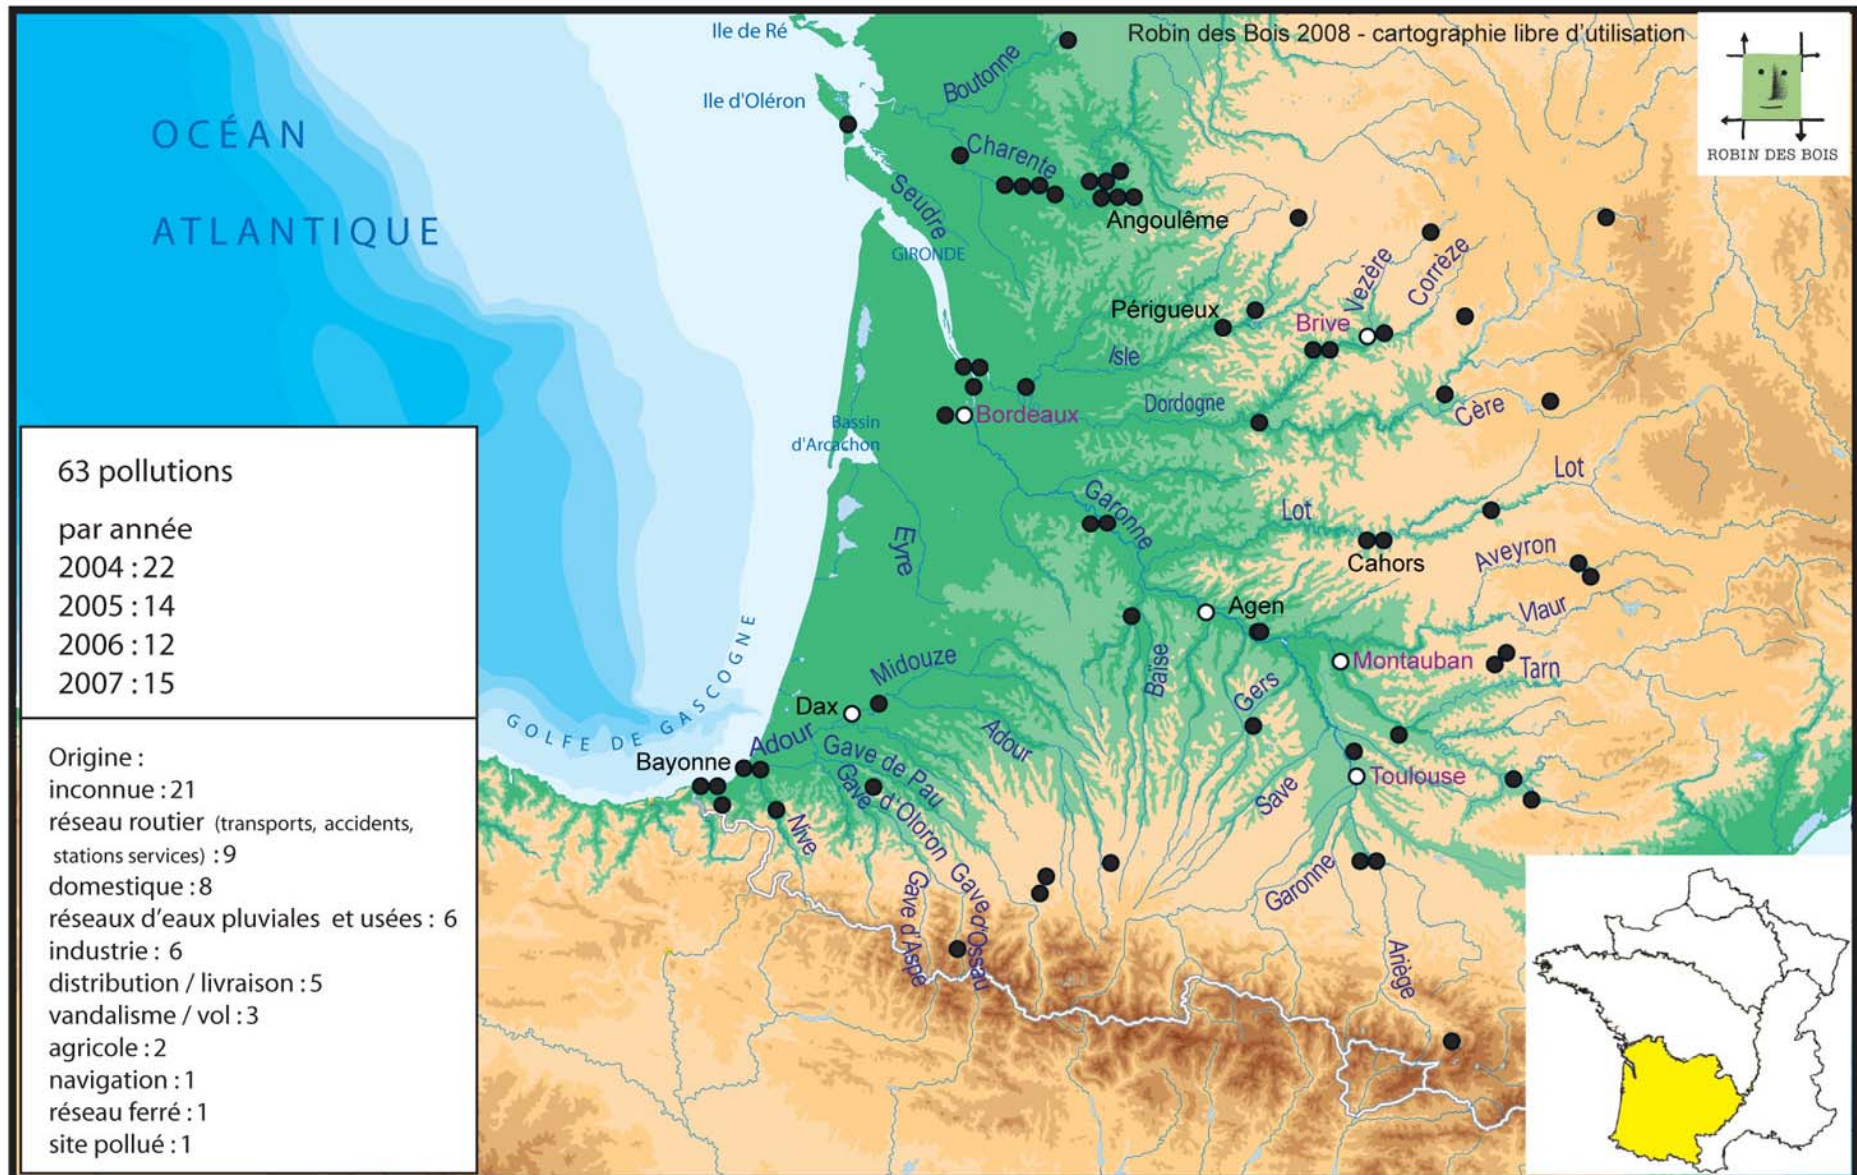 Robin des Bois 2008 - cartographie libre d'utilisation
ROBIN DES BOIS
Ile de Ré
Ile d'Oléron
OCÉAN
ATLANTIQUE
Boutonne
Charente
Seudre
GIRONDE
Angoulême
Périgueux
Isle
Brive
Vezère
Corrèze
Bordeaux
Dordogne
Cère
Bassin
d'Arcachon
Garonne
Lot
Lot
Eyre
Cahors
Aveyron
Viaur
Agen
Montauban
Tarn
Midouze
Baïse
Gers
Dax
Adour
Adour
GOLFE DE GASCOGNE
Bayonne
Gave de Pau
Gave d'Oloron
Nive
Save
Toulouse
Garonne
Gave d'Aspe
Gave d'Ossau
Ariège
63 pollutions
par année
2004 : 22
2005 : 14
2006 : 12
2007 : 15
Origine :
inconnue : 21
réseau routier (transports, accidents,
stations services) : 9
domestique : 8
réseaux d'eaux pluviales et usées : 6
industrie : 6
distribution / livraison : 5
vandalisme / vol : 3
agricole : 2
navigation : 1
réseau ferré : 1
site pollué : 1